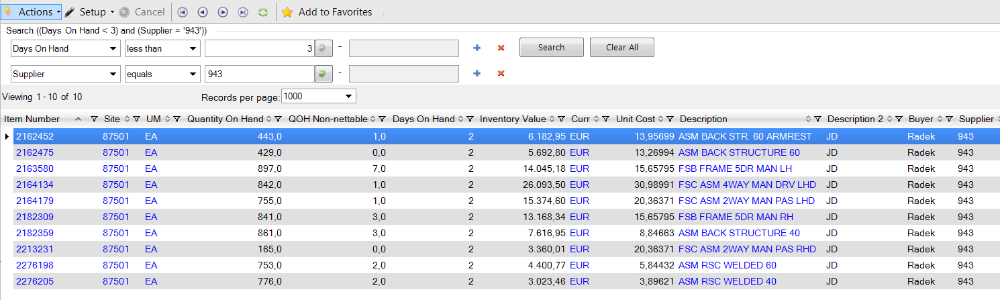 Actions Setup Cancel Add to Favorites
Search ((Days On Hand < 3) and (Supplier = '943'))
Days On Hand less than 3 - Search Clear All
Supplier equals 943 -
Viewing 1 - 10 of 10 Records per page: 1000
Item Number Site UM Quantity On Hand QOH Non-nettable Days On Hand Inventory Value Curr Unit Cost Description Description 2 Buyer Supplier
2162452 87501 EA 443,0 1,0 2 6.182,95 EUR 13,95699 ASM BACK STR. 60 ARMREST JD Radek 943
2162475 87501 EA 429,0 0,0 2 5.692,80 EUR 13,26994 ASM BACK STRUCTURE 60 JD Radek 943
2163580 87501 EA 897,0 7,0 2 14.045,18 EUR 15,65795 FSB FRAME 5DR MAN LH JD Radek 943
2164134 87501 EA 842,0 1,0 2 26.093,50 EUR 30,98991 FSC ASM 4WAY MAN DRV LHD JD Radek 943
2164179 87501 EA 755,0 1,0 2 15.374,60 EUR 20,36371 FSC ASM 2WAY MAN PAS LHD JD Radek 943
2182309 87501 EA 841,0 3,0 2 13.168,34 EUR 15,65795 FSB FRAME 5DR MAN RH JD Radek 943
2182359 87501 EA 861,0 3,0 2 7.616,95 EUR 8,84663 ASM BACK STRUCTURE 40 JD Radek 943
2213231 87501 EA 165,0 0,0 2 3.360,01 EUR 20,36371 FSC ASM 2WAY MAN PAS RHD JD Radek 943
2276198 87501 EA 753,0 2,0 2 4.400,77 EUR 5,84432 ASM RSC WELDED 60 JD Radek 943
2276205 87501 EA 776,0 2,0 2 3.023,46 EUR 3,89621 ASM RSC WELDED 40 JD Radek 943